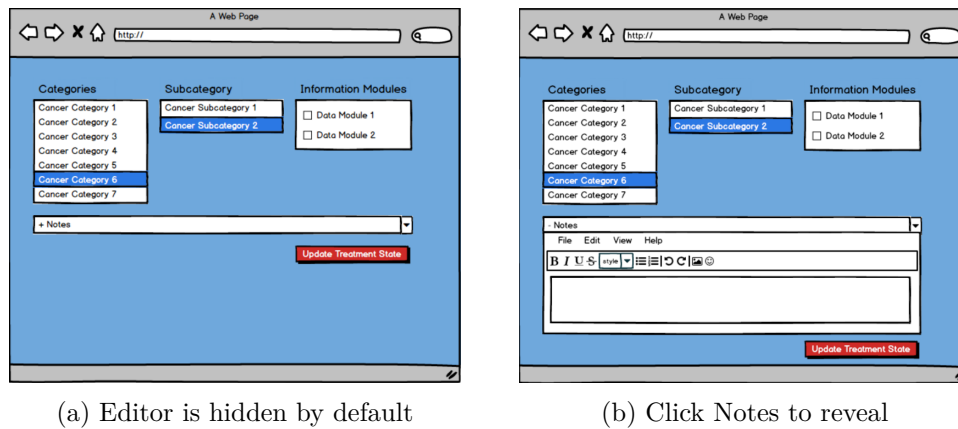 A Web Page
http://
Categories Subcategory Information Modules
Cancer Category 1
Cancer Category 2
Cancer Category 3
Cancer Category 4
Cancer Category 5
Cancer Category 6
Cancer Category 7
Cancer Subcategory 1
Cancer Subcategory 2
Data Module 1
Data Module 2
+ Notes
Update Treatment State
(a) Editor is hidden by default
A Web Page
http://
Categories Subcategory Information Modules
Cancer Category 1
Cancer Category 2
Cancer Category 3
Cancer Category 4
Cancer Category 5
Cancer Category 6
Cancer Category 7
Cancer Subcategory 1
Cancer Subcategory 2
Data Module 1
Data Module 2
- Notes
File Edit View Help
B I U S style
Update Treatment State
(b) Click Notes to reveal